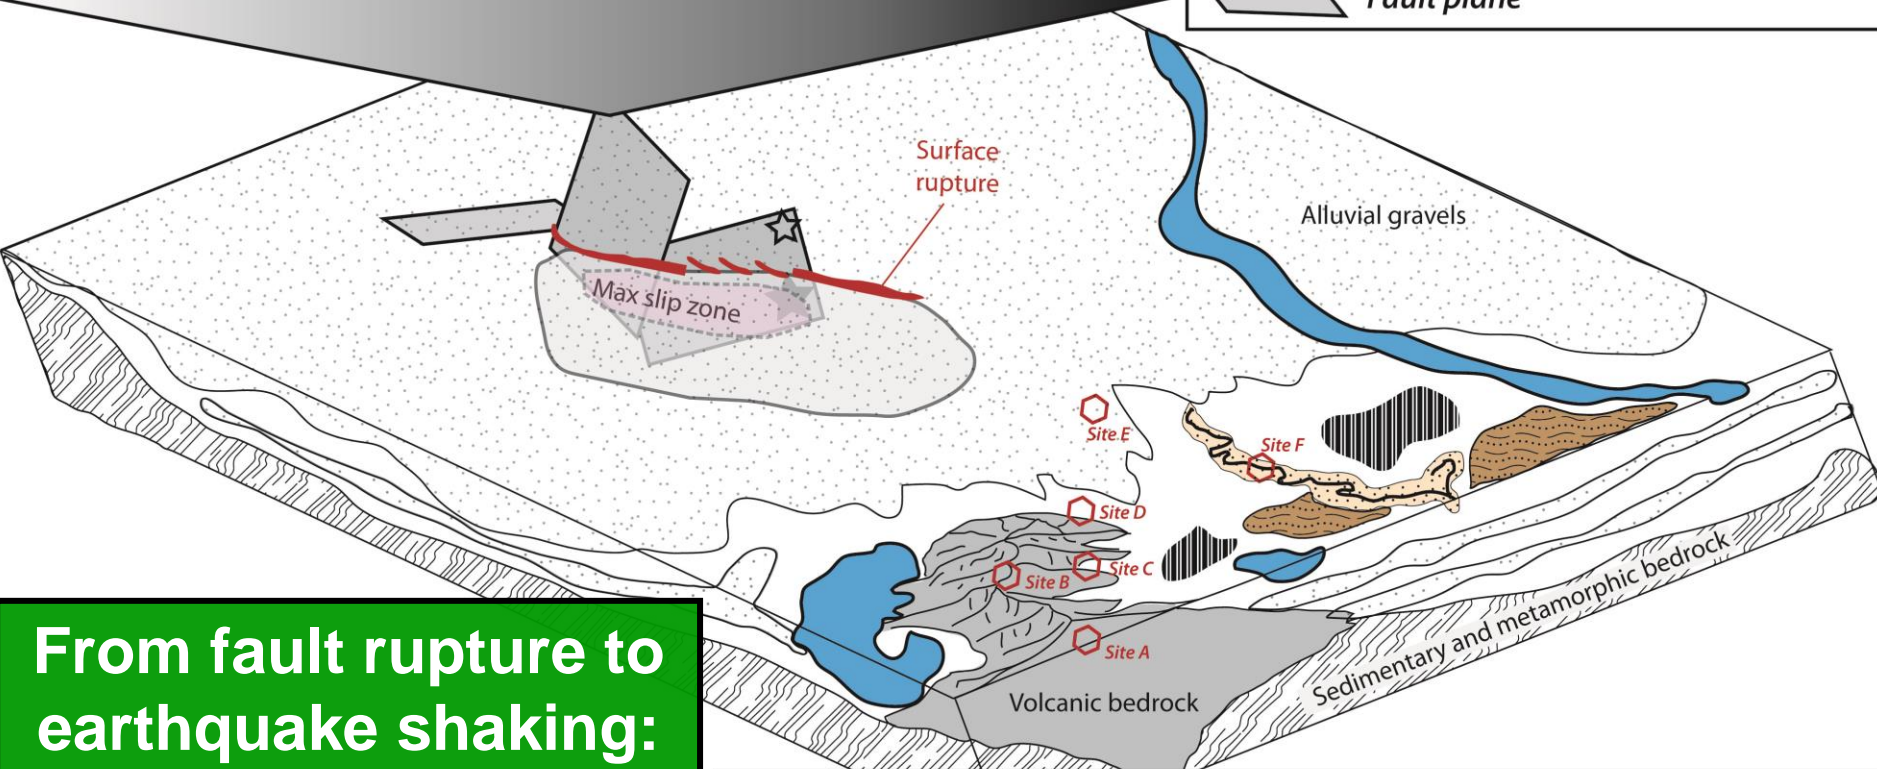 Fault plane
Surface
rupture
Alluvial gravels
Max slip zone
Site E
Site F
Site D
Site C
Site B
Site A
Volcanic bedrock
Sedimentary and metamorphic bedrock
From fault rupture to
earthquake shaking: